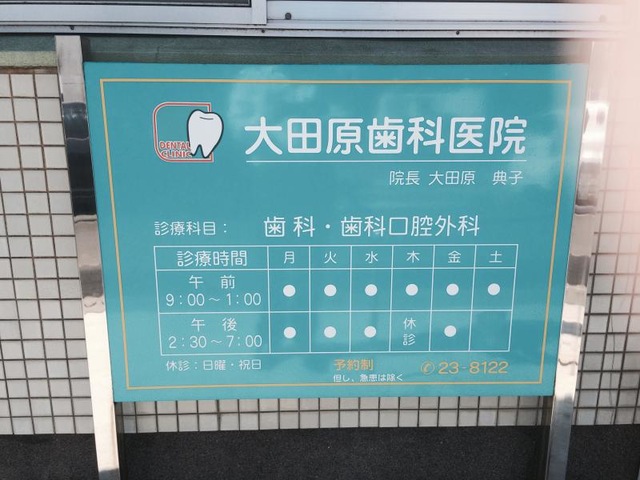 DENTAL
CLINIC
大田原歯科医院
院長 大田原 典子
診療科目: 歯科・歯科口腔外科
診療時間 月 火 水 木 金 土
午前
9:00~1:00 ● ● ● ● ● ●
午後
2:30~7:00 ● ● ● 休診 ●
休診:日曜・祝日
予約制
但し、急患は除く
✆23-8122